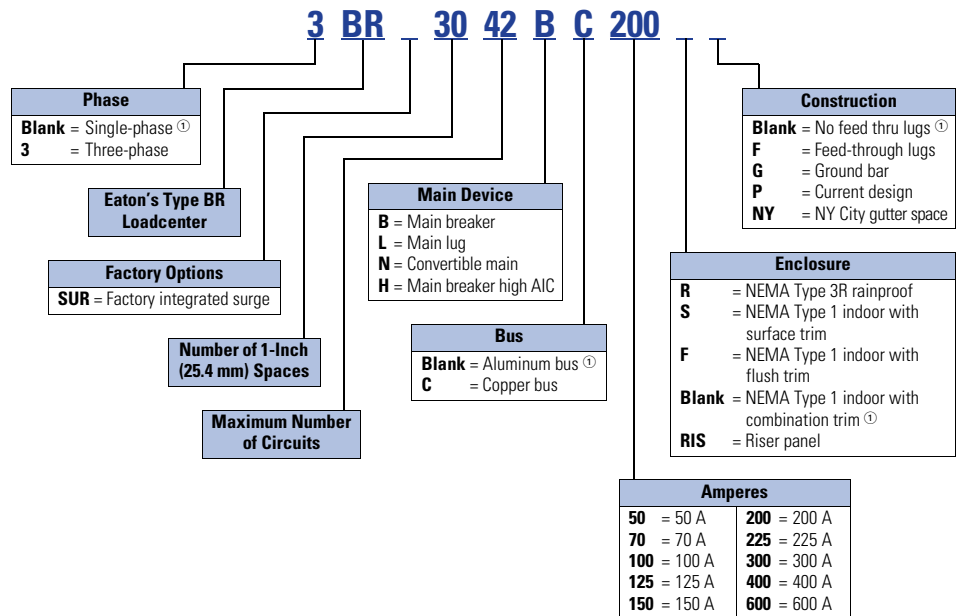 3 BR _ 30 42 B C 200 _ _
Phase
Blank = Single-phase ①
3 = Three-phase
Eaton's Type BR
Loadcenter
Factory Options
SUR = Factory integrated surge
Number of 1-Inch
(25.4 mm) Spaces
Maximum Number
of Circuits
Main Device
B = Main breaker
L = Main lug
N = Convertible main
H = Main breaker high AIC
Bus
Blank = Aluminum bus ①
C = Copper bus
Construction
Blank = No feed thru lugs ①
F = Feed-through lugs
G = Ground bar
P = Current design
NY = NY City gutter space
Enclosure
R = NEMA Type 3R rainproof
S = NEMA Type 1 indoor with
surface trim
F = NEMA Type 1 indoor with
flush trim
Blank = NEMA Type 1 indoor with
combination trim ①
RIS = Riser panel
Amperes
50 = 50 A 200 = 200 A
70 = 70 A 225 = 225 A
100 = 100 A 300 = 300 A
125 = 125 A 400 = 400 A
150 = 150 A 600 = 600 A